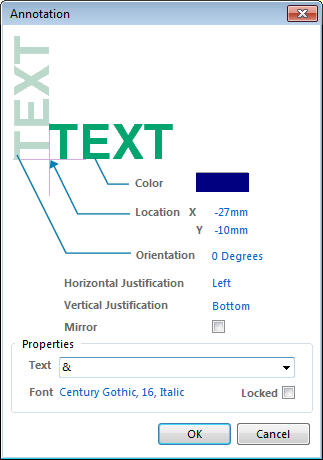 Annotation
TEXT
TEXT
Color
Location X -27mm
Y -10mm
Orientation 0 Degrees
Horizontal Justification Left
Vertical Justification Bottom
Mirror
Properties
Text &
Font Century Gothic, 16, Italic Locked
OK Cancel